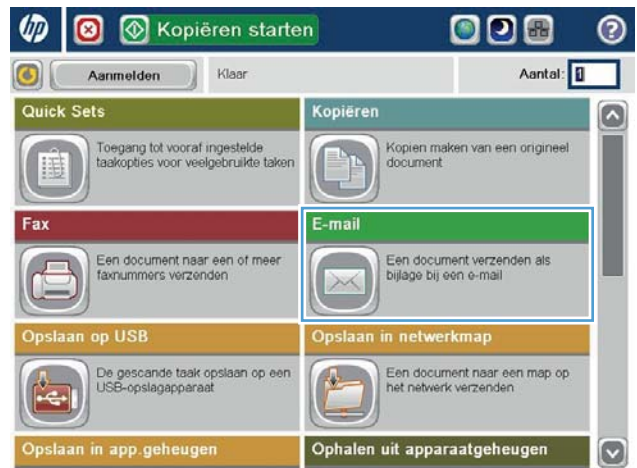 hp Kopiëren starten ?
Aanmelden Klaar Aantal: 1
Quick Sets
Toegang tot vooraf ingestelde
taakopties voor veelgebruikte taken
Kopiëren
Kopien maken van een origineel
document
Fax
Een document naar een of meer
faxnummers verzenden
E-mail
Een document verzenden als
bijlage bij een e-mail
Opslaan op USB
De gescande taak opslaan op een
USB-opslagapparaat
Opslaan in netwerkmap
Een document naar een map op
het netwerk verzenden
Opslaan in app.geheugen
Ophalen uit apparaatgeheugen